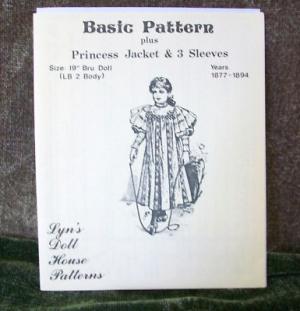 Basic Pattern
plus
Princess Jacket & 3 Sleeves
Size: 19" Bru Doll
(LB 2 Body)
Years
1877-1894
Lyn's
Doll
House
Patterns